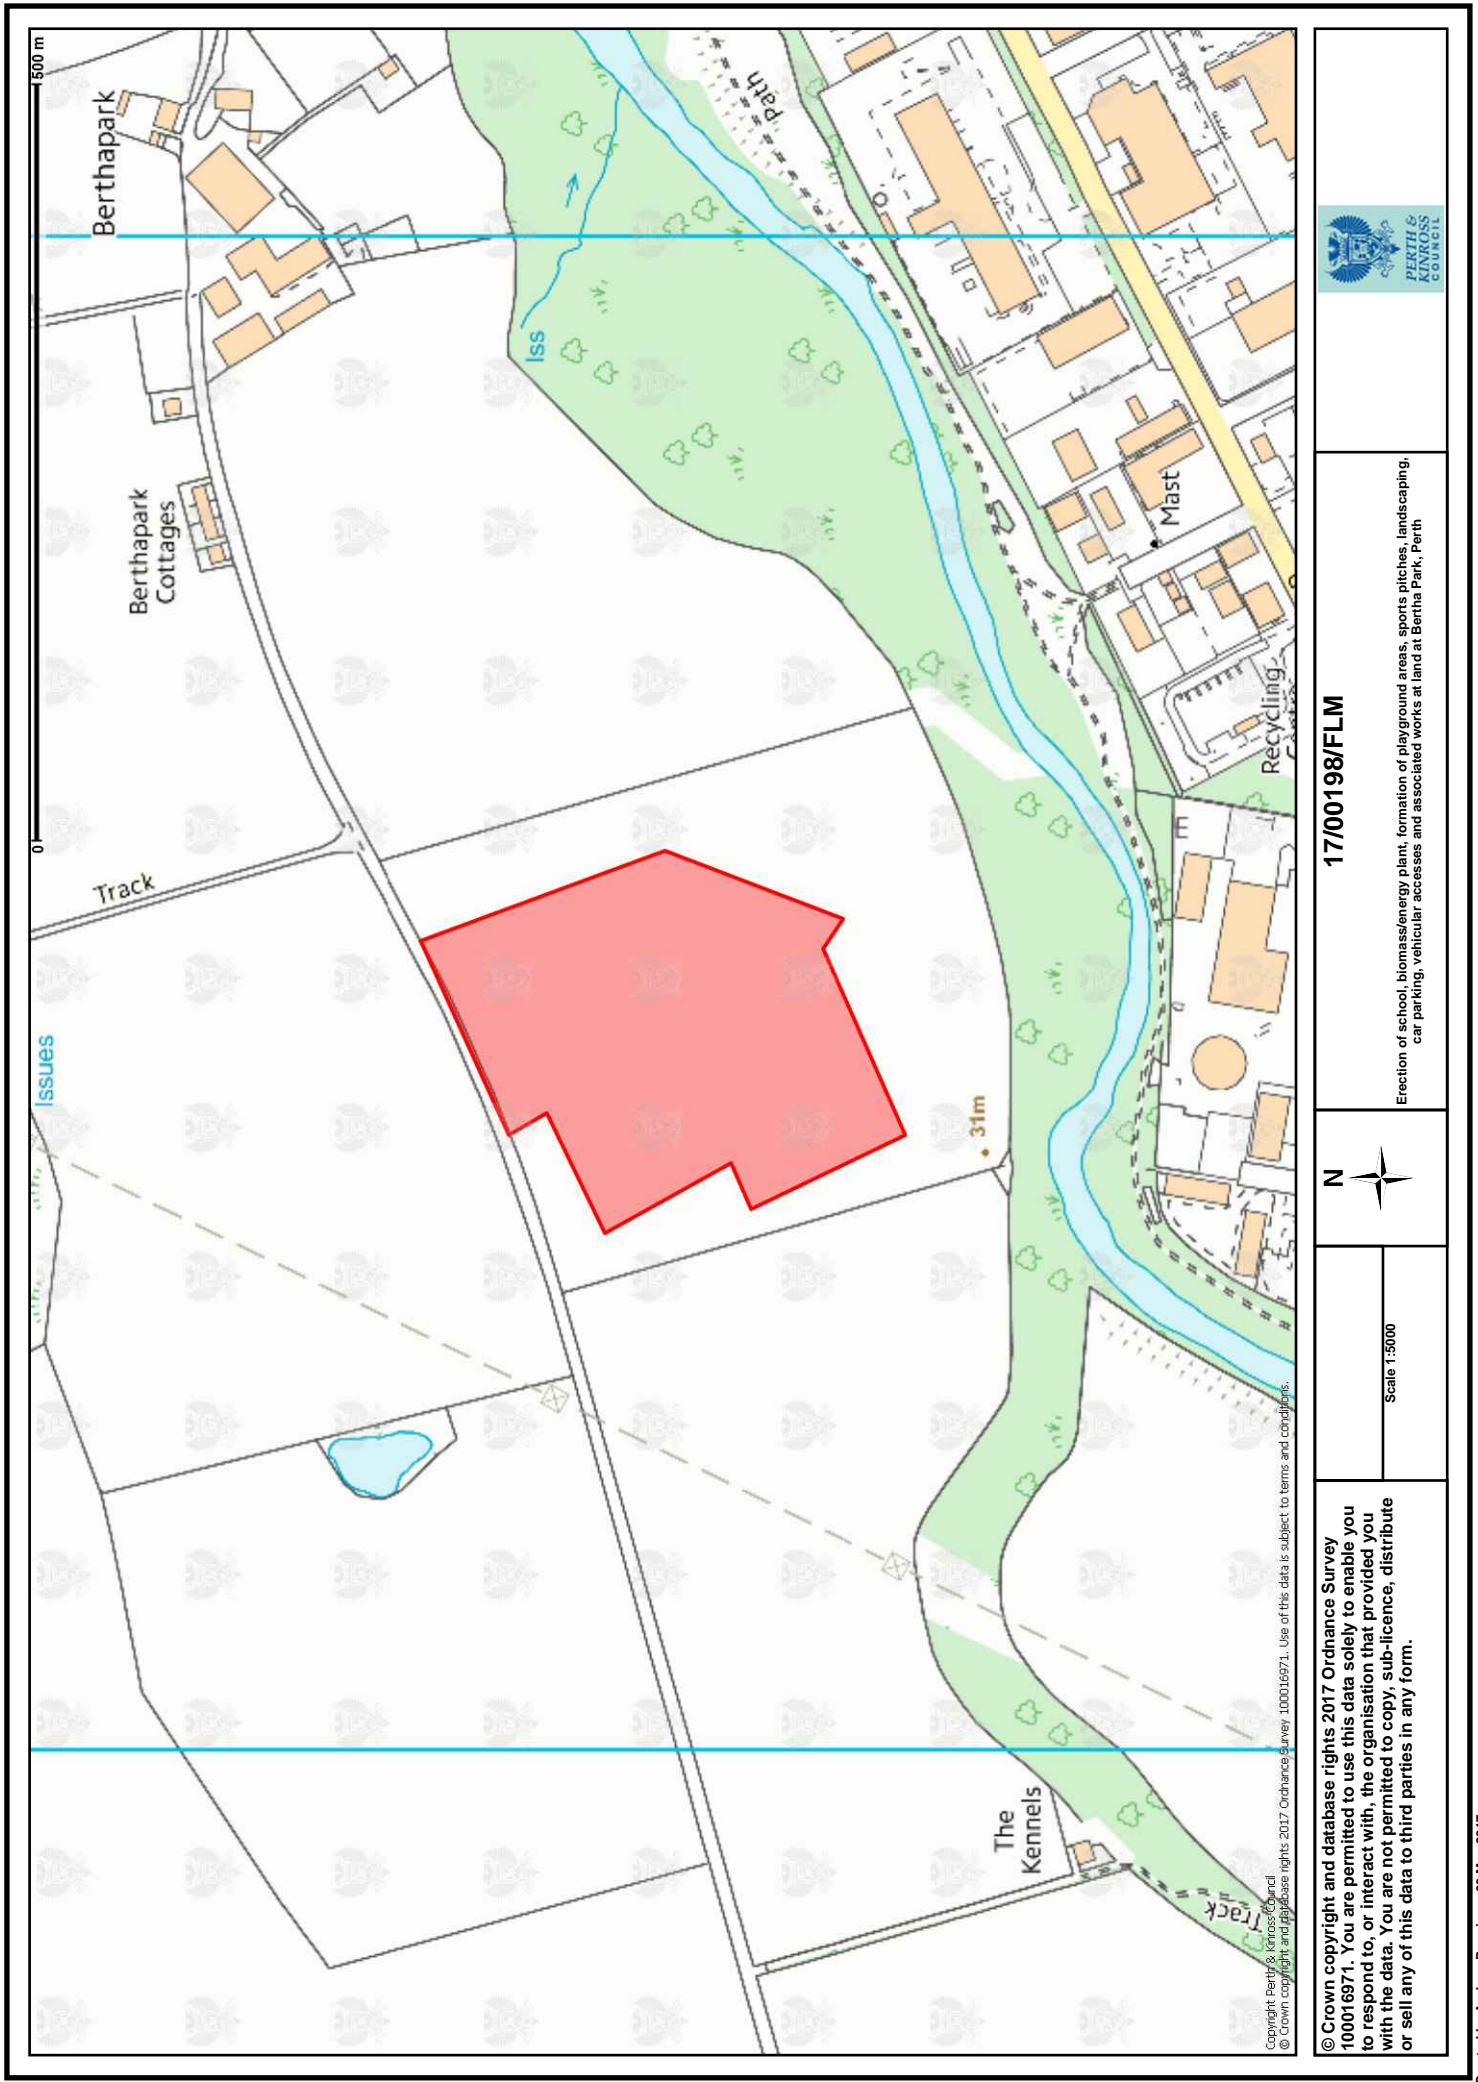 0
500 m
Issues
Track
Berthapark
Cottages
Berthapark
Iss
Path
31m
The
Kennels
Track
Recycling
Mast
Copyright Perth & Kinross Council
© Crown copyright and database rights 2017 Ordnance Survey 100016971. Use of this data is subject to terms and conditions.
© Crown copyright and database rights 2017 Ordnance Survey
100016971. You are permitted to use this data solely to enable you
to respond to, or interact with, the organisation that provided you
with the data. You are not permitted to copy, sub-licence, distribute
or sell any of this data to third parties in any form.
Scale 1:5000
N
17/00198/FLM
Erection of school, biomass/energy plant, formation of playground areas, sports pitches, landscaping,
car parking, vehicular accesses and associated works at land at Bertha Park, Perth
PERTH &
KINROSS
COUNCIL